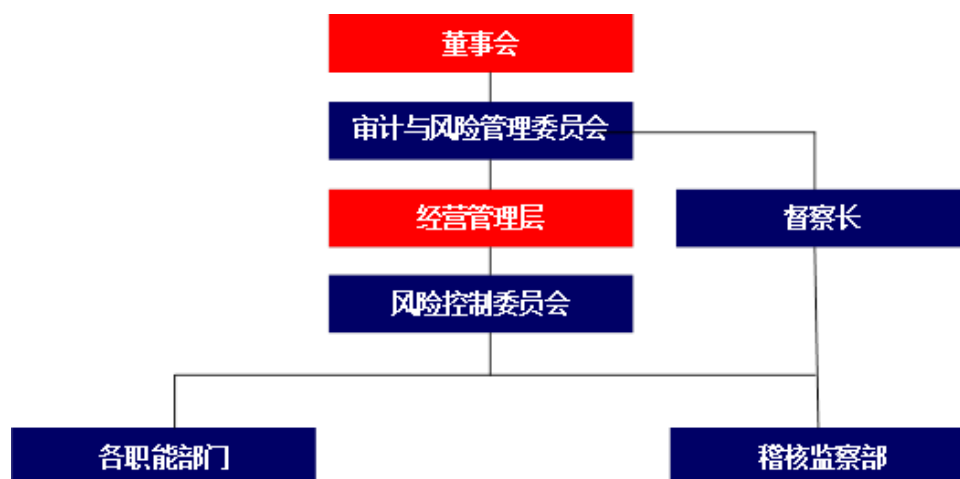 董事会
审计与风险管理委员会
经营管理层
督察长
风险控制委员会
各职能部门
稽核监察部